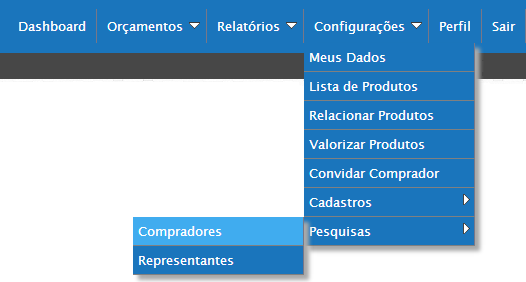 Dashboard Orçamentos Relatórios Configurações Perfil Sair
Meus Dados
Lista de Produtos
Relacionar Produtos
Valorizar Produtos
Convidar Comprador
Cadastros
Pesquisas
Compradores
Representantes